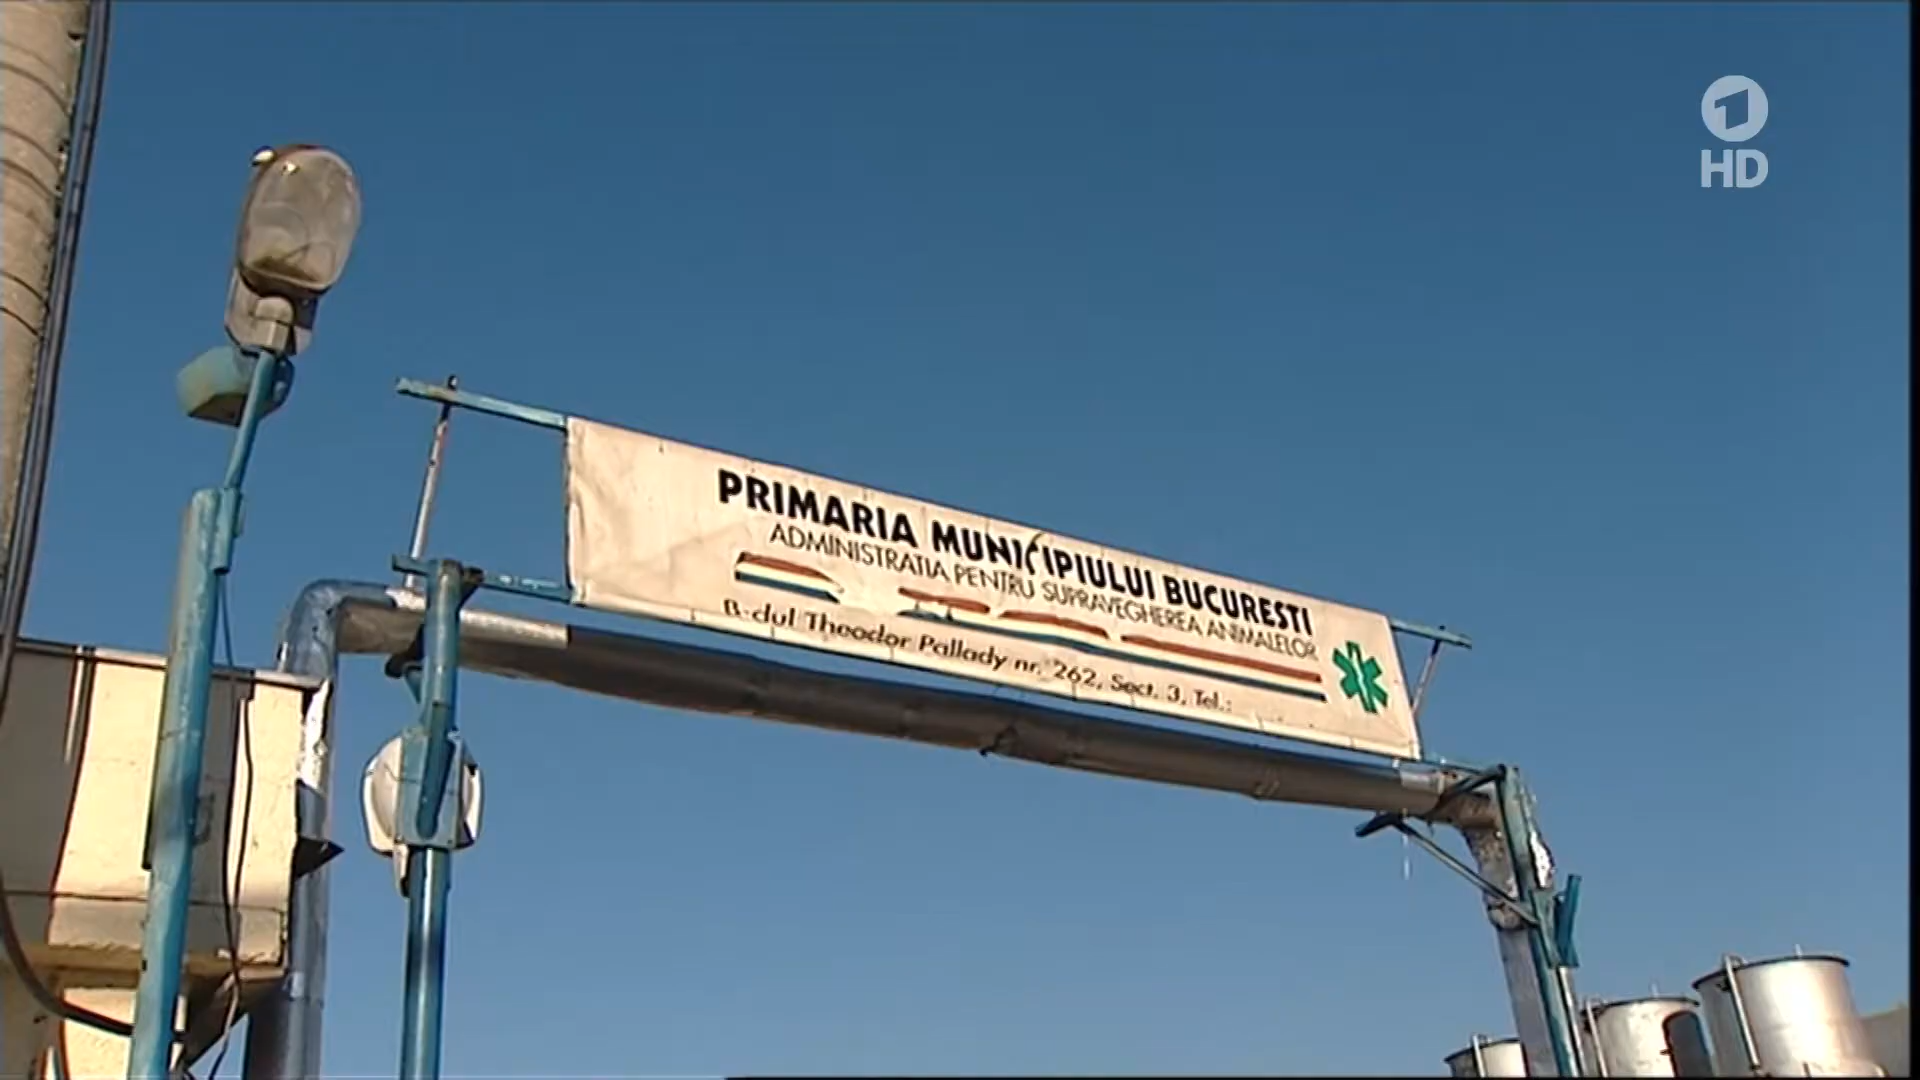 1
HD
PRIMARIA MUNICIPIULUI BUCURESTI
ADMINISTRATIA PENTRU SUPRAVEGHEREA ANIMALELOR
B-dul Theodor Pallady nr. 262, Sect. 3, Tel.: